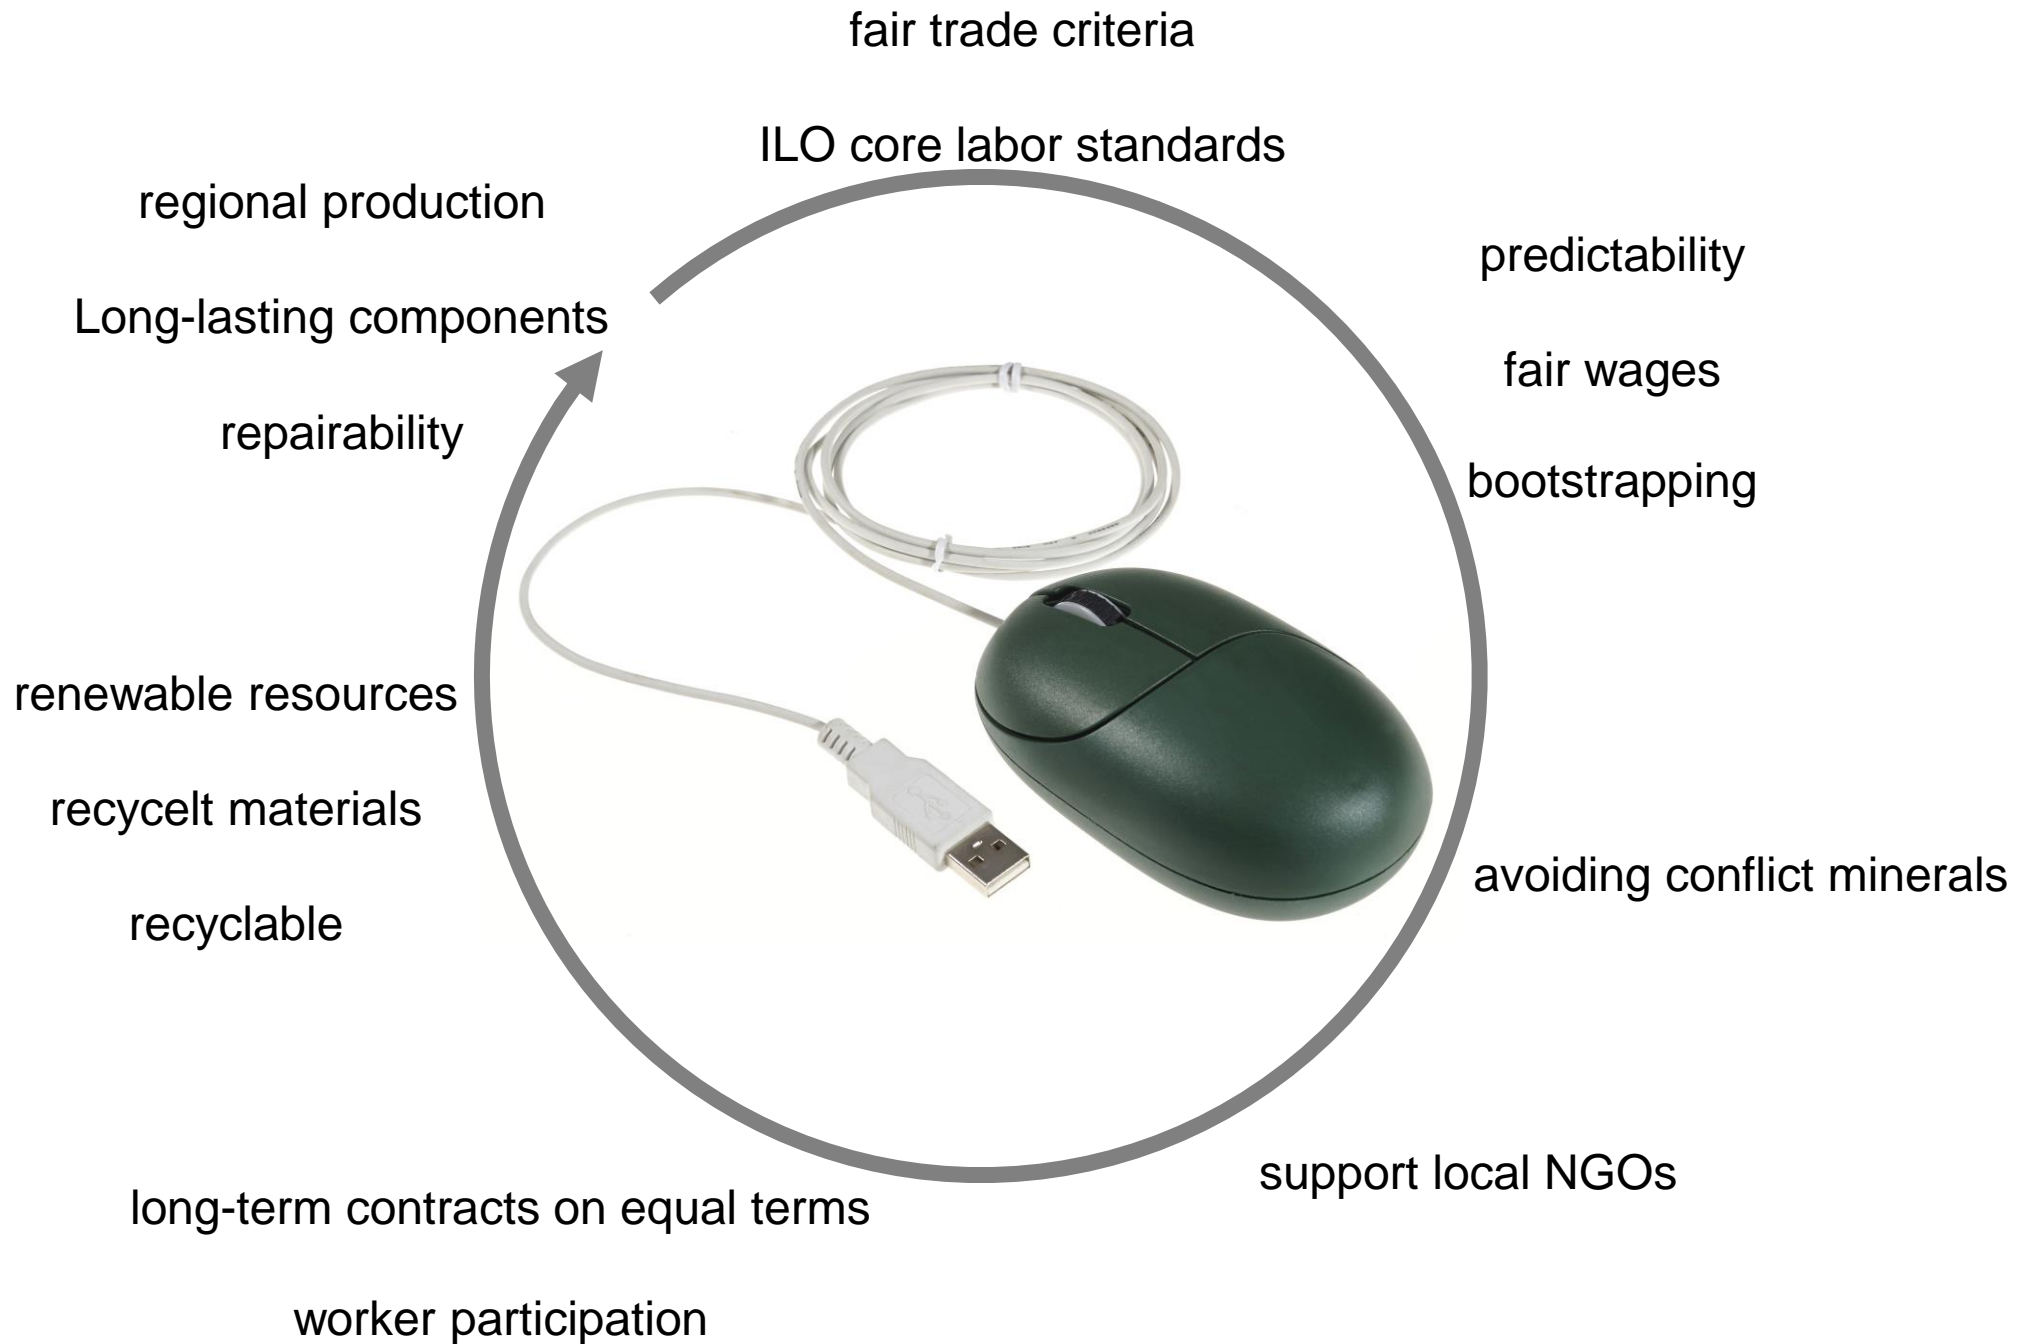 fair trade criteria
ILO core labor standards
regional production
Long-lasting components
repairability
predictability
fair wages
bootstrapping
renewable resources
recycelt materials
recyclable
avoiding conflict minerals
support local NGOs
long-term contracts on equal terms
worker participation